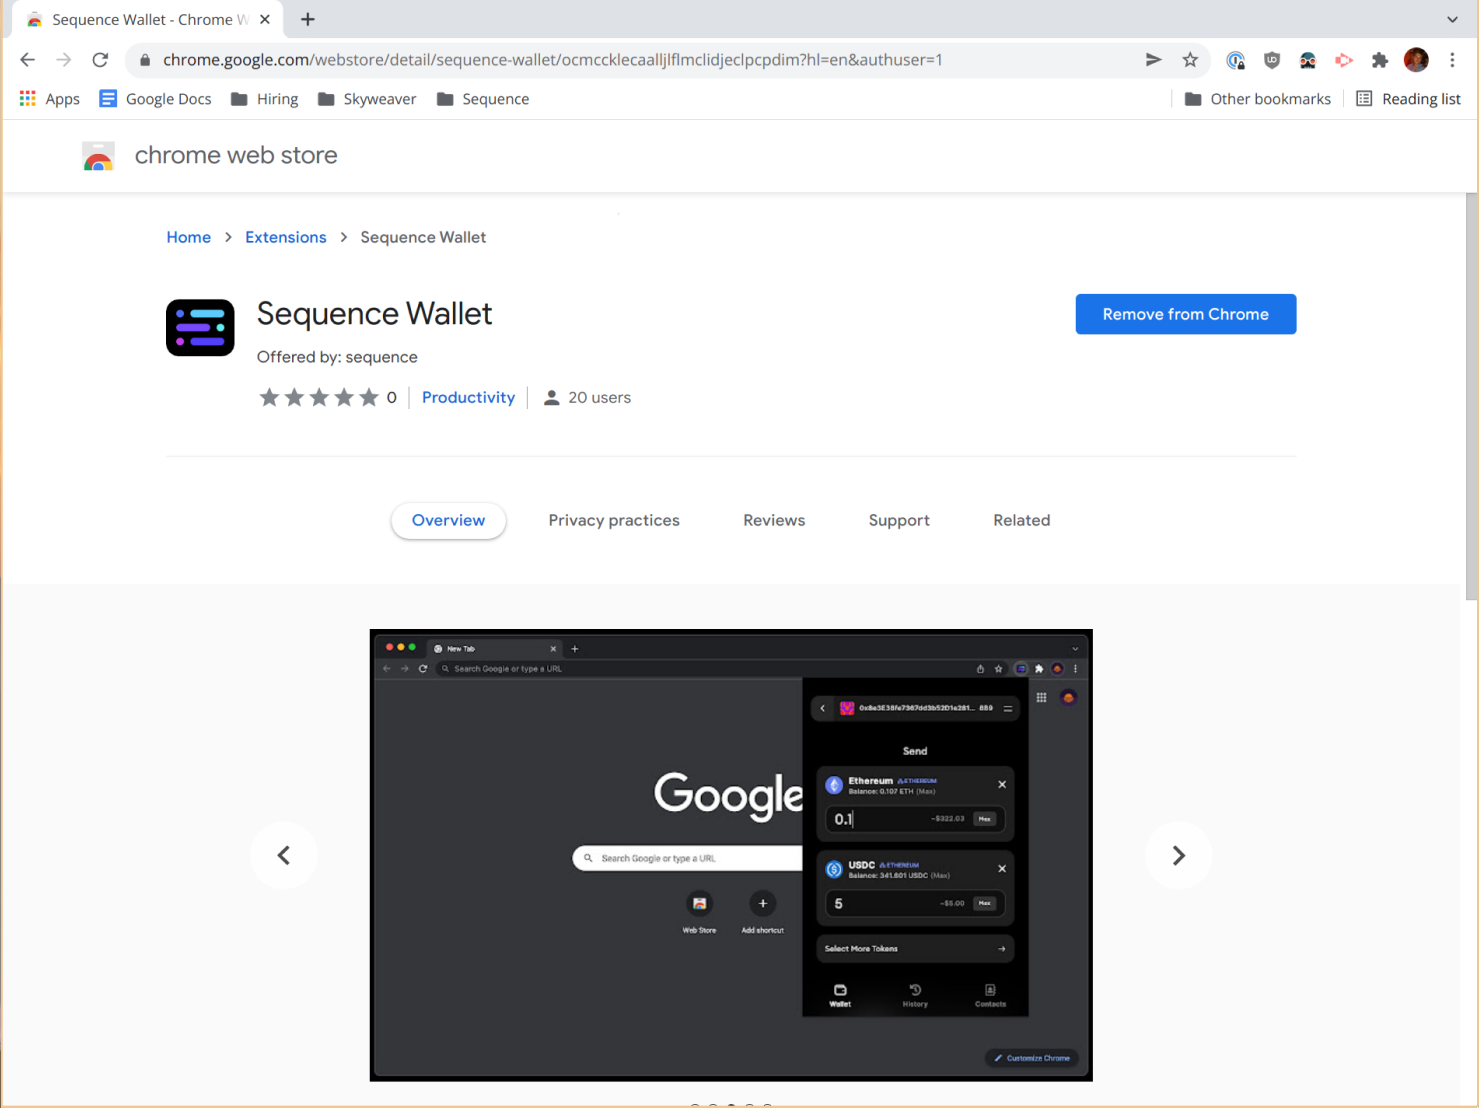 Sequence Wallet - Chrome W
chrome.google.com/webstore/detail/sequence-wallet/ocmccklecaalljlflmclidjeclpcpdim?hl=en&authuser=1
Apps Google Docs Hiring Skyweaver Sequence Other bookmarks Reading list
chrome web store
Home > Extensions > Sequence Wallet
Sequence Wallet
Remove from Chrome
Offered by: sequence
0 Productivity 20 users
Overview Privacy practices Reviews Support Related
New Tab
Search Google or type a URL
Send
Ethereum ETHEREUM
Balance: 0.107 ETH (Max)
0.1 ~$322.03 Max
Google
USDC ETHEREUM
Balance: 341.601 USDC (Max)
5 ~$5.00 Max
Search Google or type a URL
Web Store Add shortcut
Select More Tokens
Wallet History Contacts
Customize Chrome